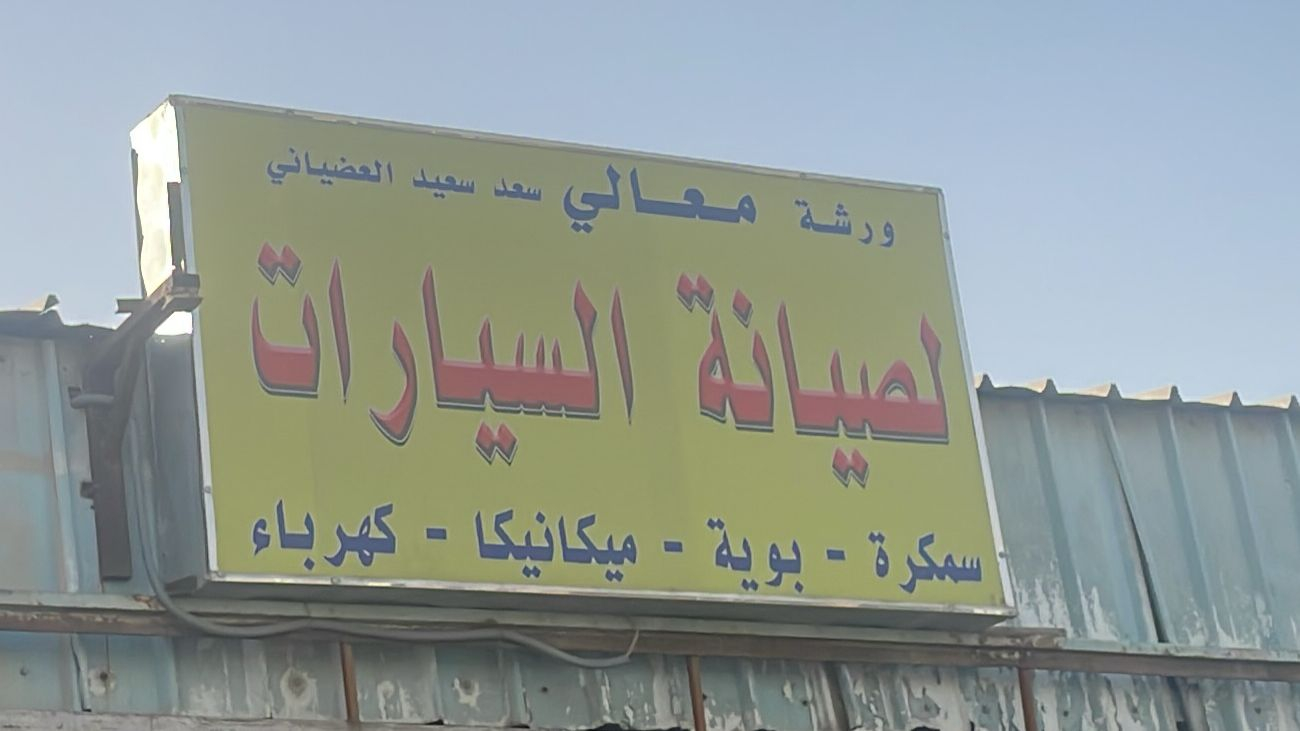 ورشة معالي سعد سعيد العضياني
لصيانة السيارات
سمكرة - بوية - ميكانيكا - كهرباء